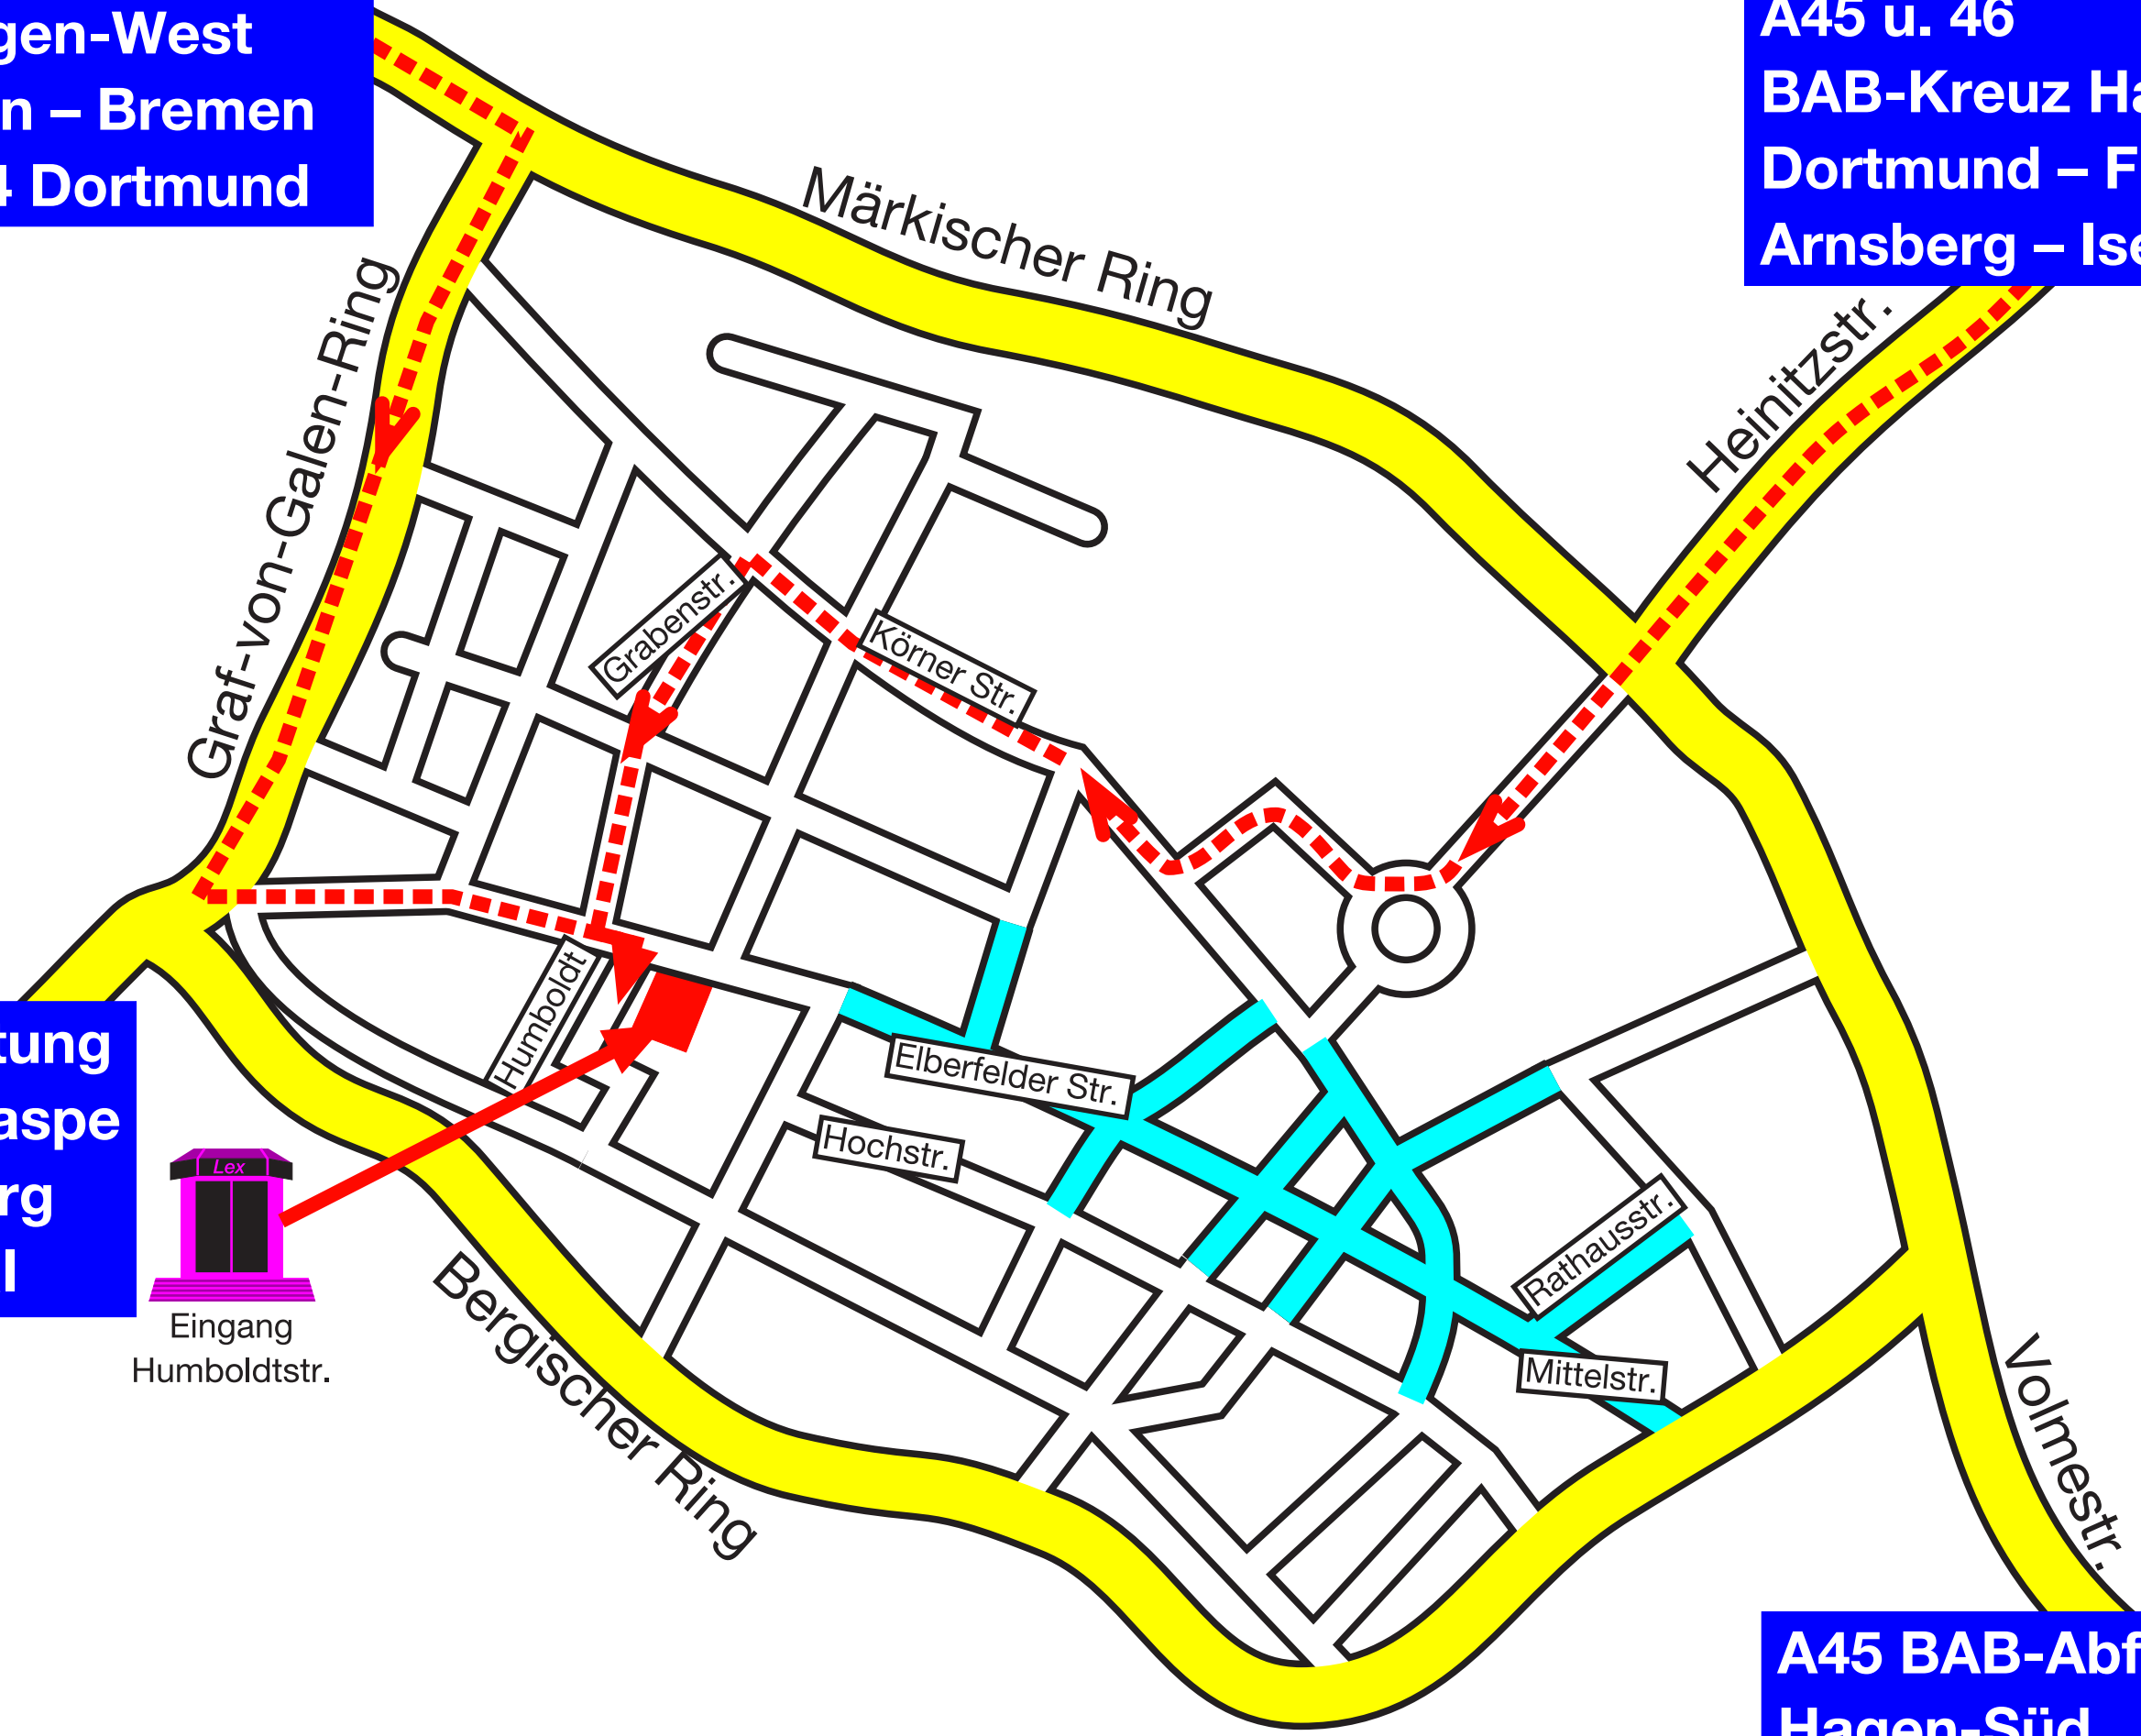 gen-West
n – Bremen
4 Dortmund
A45 u. 46
BAB-Kreuz Ha
Dortmund – F
Arnsberg – Ise
Märkischer Ring
Heinitzstr.
Graf-von-Galen-Ring
Grabenstr.
Körner Str.
Humboldt
Elberfelder Str.
Hochstr.
Rathausstr.
Mittelstr.
tung
aspe
rg
l
Lex
Eingang
Humboldtstr.
Bergischer Ring
Volmestr.
A45 BAB-Abf
Hagen-Süd